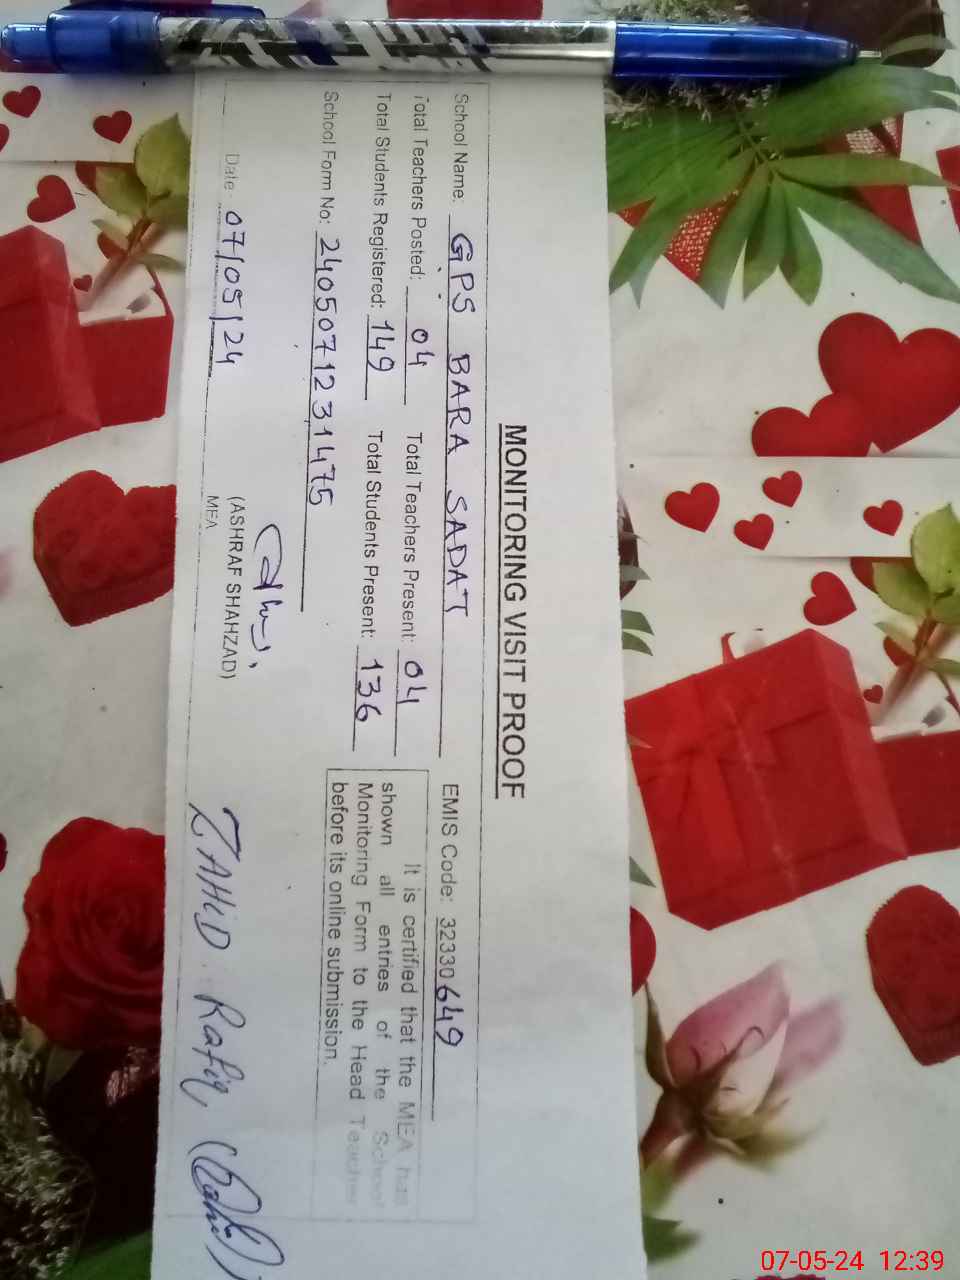 MONITORING VISIT PROOF
School Name: GPS BARA SADAT EMIS Code: 32330649
Total Teachers Posted: 04 Total Teachers Present: 04
Total Students Registered: 149 Total Students Present: 136
School Form No: 2405071231475
It is certified that the MEA has
shown all entries of the School
Monitoring Form to the Head Teacher
before its online submission.
Date: 07/05/24
(ASHRAF SHAHZAD)
MEA
ZAHID Rafiq
07-05-24 12:39